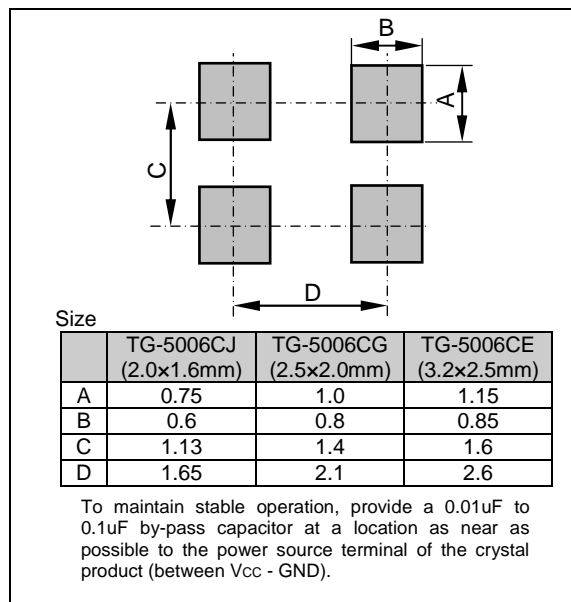 B
A
C
D
Size
TG-5006CJ TG-5006CG TG-5006CE
(2.0×1.6mm) (2.5×2.0mm) (3.2×2.5mm)
A 0.75 1.0 1.15
B 0.6 0.8 0.85
C 1.13 1.4 1.6
D 1.65 2.1 2.6
To maintain stable operation, provide a 0.01uF to
0.1uF by-pass capacitor at a location as near as
possible to the power source terminal of the crystal
product (between Vcc - GND).